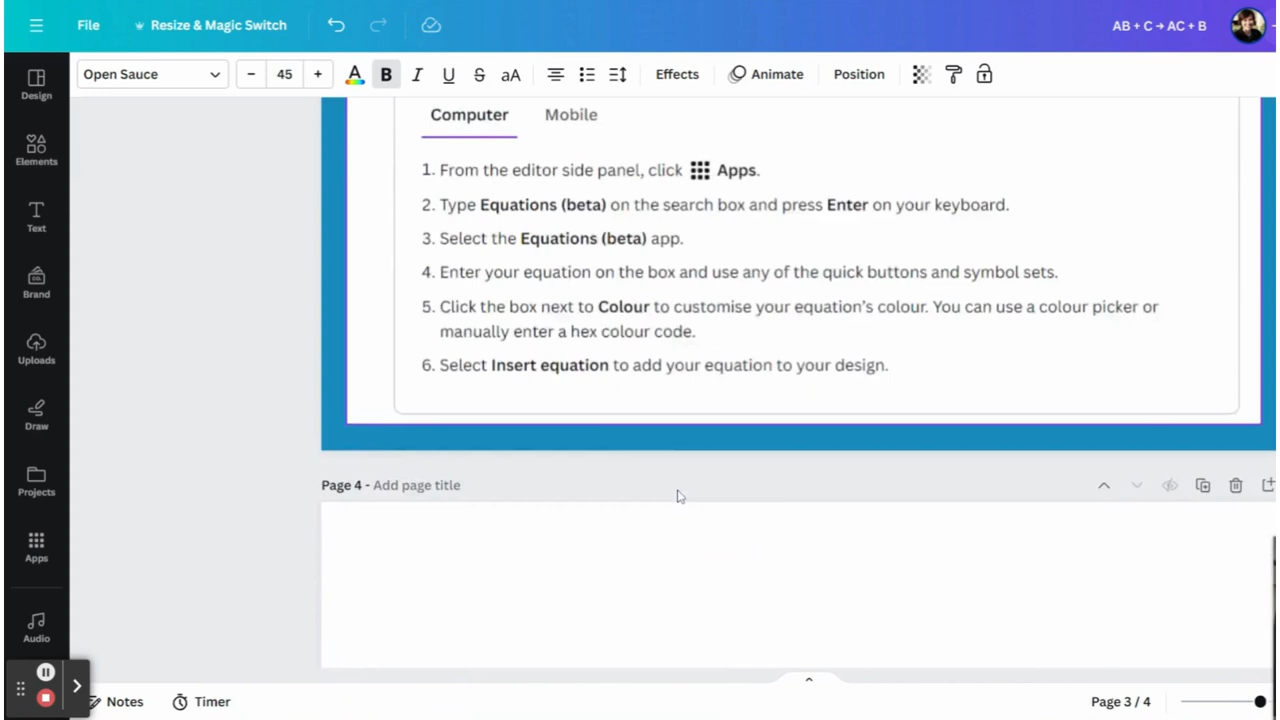 File
Resize & Magic Switch
AB + C → AC + B
Open Sauce
− 45 +
A B I U S aA
Effects
Animate
Position
Design
Elements
Text
Brand
Uploads
Draw
Projects
Apps
Audio
Computer
Mobile
1. From the editor side panel, click Apps.
2. Type Equations (beta) on the search box and press Enter on your keyboard.
3. Select the Equations (beta) app.
4. Enter your equation on the box and use any of the quick buttons and symbol sets.
5. Click the box next to Colour to customise your equation's colour. You can use a colour picker or
manually enter a hex colour code.
6. Select Insert equation to add your equation to your design.
Page 4 - Add page title
Notes
Timer
Page 3 / 4